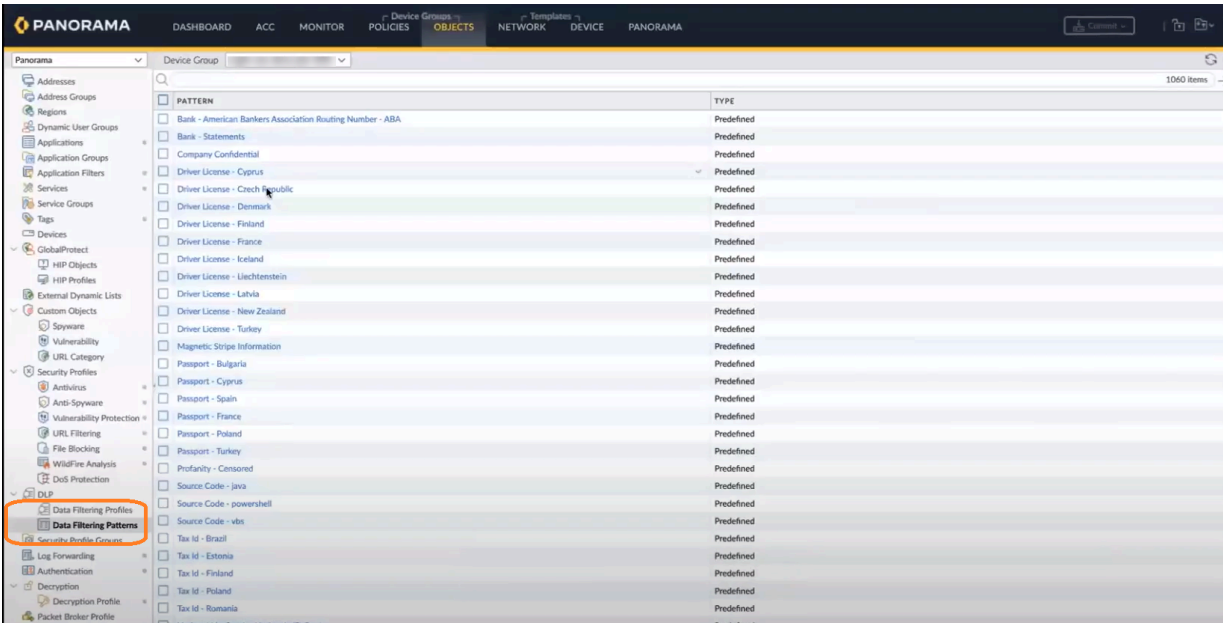 PANORAMA
DASHBOARD
ACC
MONITOR
Device Groups
POLICIES
OBJECTS
Templates
NETWORK
DEVICE
PANORAMA
Commit
Panorama
Device Group
Addresses
Address Groups
Regions
Dynamic User Groups
Applications
Application Groups
Application Filters
Services
Service Groups
Tags
Devices
GlobalProtect
HIP Objects
HIP Profiles
External Dynamic Lists
Custom Objects
Spyware
Vulnerability
URL Category
Security Profiles
Antivirus
Anti-Spyware
Vulnerability Protection
URL Filtering
File Blocking
WildFire Analysis
DoS Protection
DLP
Data Filtering Profiles
Data Filtering Patterns
Security Profile Groups
Log Forwarding
Authentication
Decryption
Decryption Profile
Packet Broker Profile
1060 items
PATTERN TYPE
Bank - American Bankers Association Routing Number - ABA Predefined
Bank - Statements Predefined
Company Confidential Predefined
Driver License - Cyprus Predefined
Driver License - Czech Republic Predefined
Driver License - Denmark Predefined
Driver License - Finland Predefined
Driver License - France Predefined
Driver License - Iceland Predefined
Driver License - Liechtenstein Predefined
Driver License - Latvia Predefined
Driver License - New Zealand Predefined
Driver License - Turkey Predefined
Magnetic Stripe Information Predefined
Passport - Bulgaria Predefined
Passport - Cyprus Predefined
Passport - Spain Predefined
Passport - France Predefined
Passport - Poland Predefined
Passport - Turkey Predefined
Profanity - Censored Predefined
Source Code - java Predefined
Source Code - powershell Predefined
Source Code - vbs Predefined
Tax Id - Brazil Predefined
Tax Id - Estonia Predefined
Tax Id - Finland Predefined
Tax Id - Poland Predefined
Tax Id - Romania Predefined